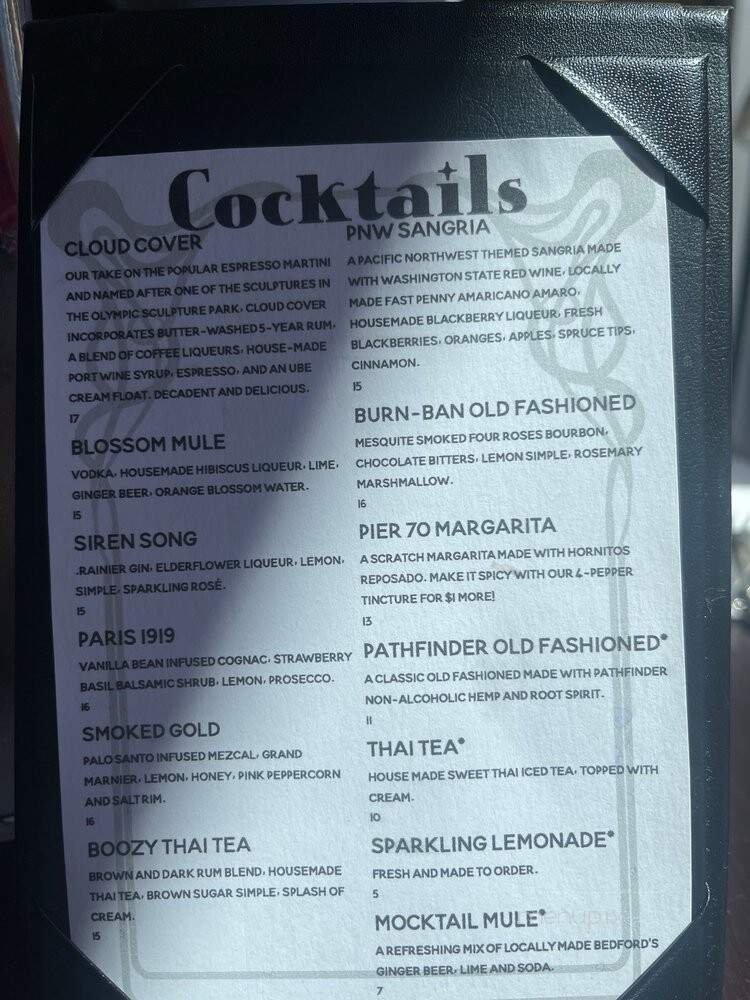 Cocktails
CLOUD COVER
OUR TAKE ON THE POPULAR ESPRESSO MARTINI
AND NAMED AFTER ONE OF THE SCULPTURES IN
THE OLYMPIC SCULPTURE PARK, CLOUD COVER
INCORPORATES BUTTER-WASHED 5-YEAR RUM,
A BLEND OF COFFEE LIQUEURS, HOUSE-MADE
PORT WINE SYRUP, ESPRESSO, AND AN UBE
CREAM FLOAT. DECADENT AND DELICIOUS.
17
BLOSSOM MULE
VODKA, HOUSEMADE HIBISCUS LIQUEUR, LIME,
GINGER BEER, ORANGE BLOSSOM WATER.
15
SIREN SONG
.RAINIER GIN, ELDERFLOWER LIQUEUR, LEMON,
SIMPLE, SPARKLING ROSÉ.
15
PARIS 1919
VANILLA BEAN INFUSED COGNAC, STRAWBERRY
BASIL BALSAMIC SHRUB, LEMON, PROSECCO.
16
SMOKED GOLD
PALO SANTO INFUSED MEZCAL, GRAND
MARNIER, LEMON, HONEY, PINK PEPPERCORN
AND SALT RIM.
16
BOOZY THAI TEA
BROWN AND DARK RUM BLEND, HOUSEMADE
THAI TEA, BROWN SUGAR SIMPLE, SPLASH OF
CREAM.
15
PNW SANGRIA
A PACIFIC NORTHWEST THEMED SANGRIA MADE
WITH WASHINGTON STATE RED WINE, LOCALLY
MADE FAST PENNY AMARICANO AMARO,
HOUSEMADE BLACKBERRY LIQUEUR, FRESH
BLACKBERRIES, ORANGES, APPLES, SPRUCE TIPS,
CINNAMON.
15
BURN-BAN OLD FASHIONED
MESQUITE SMOKED FOUR ROSES BOURBON,
CHOCOLATE BITTERS, LEMON SIMPLE, ROSEMARY
MARSHMALLOW.
16
PIER 70 MARGARITA
A SCRATCH MARGARITA MADE WITH HORNITOS
REPOSADO. MAKE IT SPICY WITH OUR 4-PEPPER
TINCTURE FOR $1 MORE!
13
PATHFINDER OLD FASHIONED*
A CLASSIC OLD FASHIONED MADE WITH PATHFINDER
NON-ALCOHOLIC HEMP AND ROOT SPIRIT.
11
THAI TEA*
HOUSE MADE SWEET THAI ICED TEA, TOPPED WITH
CREAM.
10
SPARKLING LEMONADE*
FRESH AND MADE TO ORDER.
5
MOCKTAIL MULE*
A REFRESHING MIX OF LOCALLY MADE BEDFORD'S
GINGER BEER, LIME AND SODA.
7